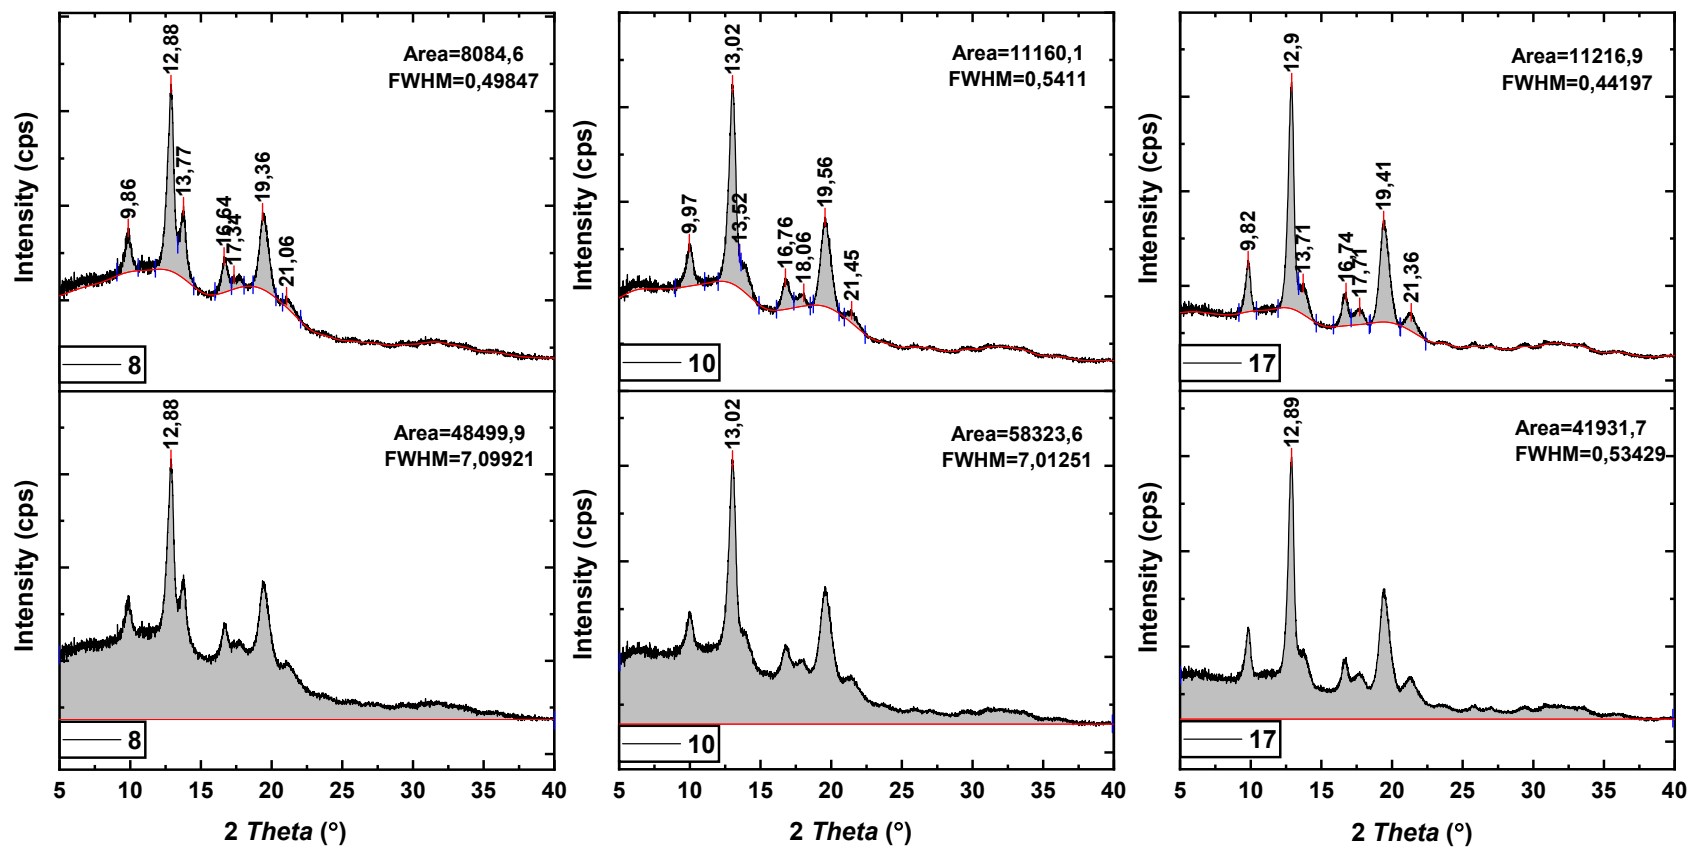 Intensity (cps)
12,88
9,86
13,77
16,64
17,34
19,36
21,06
Area=8084,6
FWHM=0,49847
8
Intensity (cps)
13,02
9,97
13,52
16,76
18,06
19,56
21,45
Area=11160,1
FWHM=0,5411
10
Intensity (cps)
12,9
9,82
13,71
16,74
17,71
19,41
21,36
Area=11216,9
FWHM=0,44197
17
Intensity (cps)
12,88
Area=48499,9
FWHM=7,09921
8
5 10 15 20 25 30 35 40
2 Theta (°)
Intensity (cps)
13,02
Area=58323,6
FWHM=7,01251
10
5 10 15 20 25 30 35 40
2 Theta (°)
Intensity (cps)
12,89
Area=41931,7
FWHM=0,53429
17
5 10 15 20 25 30 35 40
2 Theta (°)